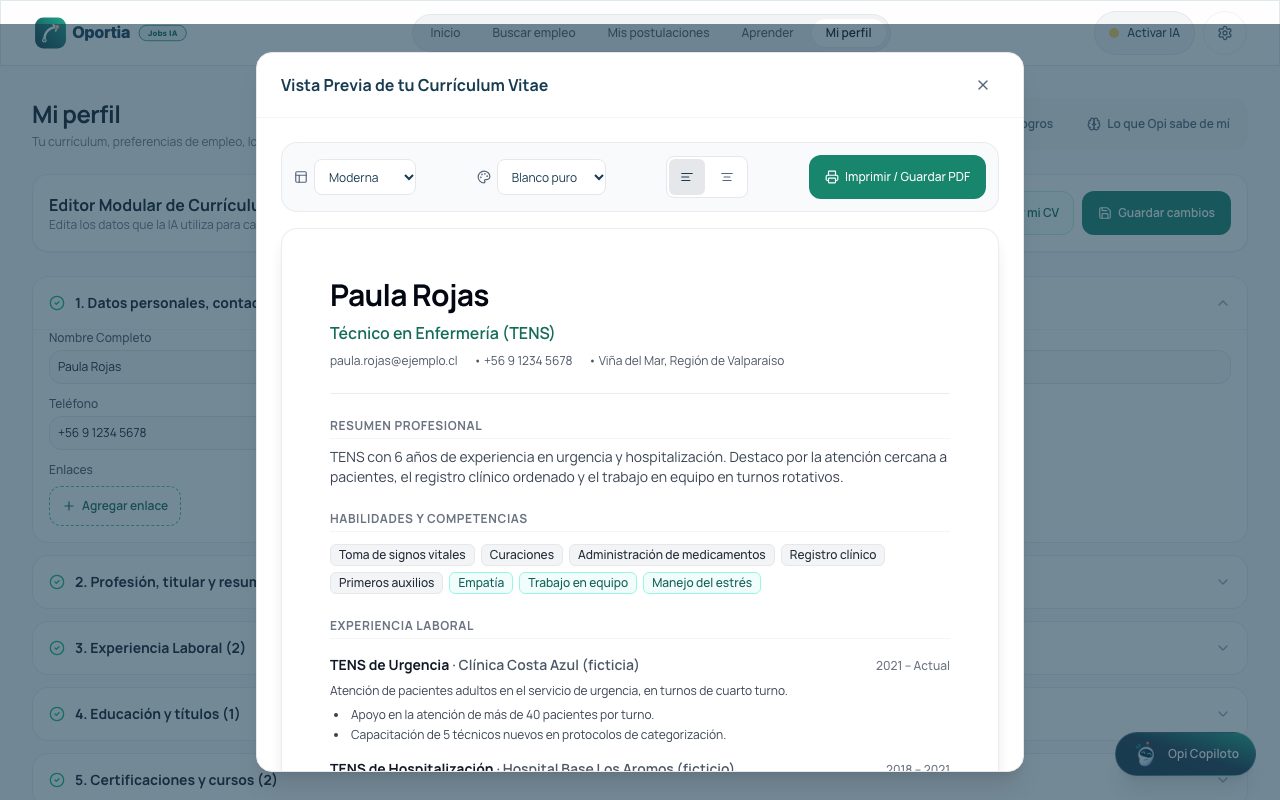 Oportia Jobs IA Inicio Buscar empleo Mis postulaciones Aprender Mi perfil Activar IA
Mi perfil
Tu currículum, preferencias de empleo,
Lo que Opi sabe de mí
Editor Modular de
Edita los datos que la IA utiliza para
mi CV Guardar cambios
1. Datos personales,
Nombre Completo
Paula Rojas
Teléfono
+56 9 1234 5678
Enlaces
+ Agregar enlace
2. Profesión, titular y
3. Experiencia Laboral (2)
4. Educación y títulos (1)
5. Certificaciones y cursos (2)
Vista Previa de tu Currículum Vitae
Moderna Blanco puro Imprimir / Guardar PDF
Paula Rojas
Técnico en Enfermería (TENS)
paula.rojas@ejemplo.cl • +56 9 1234 5678 • Viña del Mar, Región de Valparaíso
RESUMEN PROFESIONAL
TENS con 6 años de experiencia en urgencia y hospitalización. Destaco por la atención cercana a
pacientes, el registro clínico ordenado y el trabajo en equipo en turnos rotativos.
HABILIDADES Y COMPETENCIAS
Toma de signos vitales Curaciones Administración de medicamentos Registro clínico
Primeros auxilios Empatía Trabajo en equipo Manejo del estrés
EXPERIENCIA LABORAL
TENS de Urgencia · Clínica Costa Azul (ficticia) 2021 – Actual
Atención de pacientes adultos en el servicio de urgencia, en turnos de cuarto turno.
• Apoyo en la atención de más de 40 pacientes por turno.
• Capacitación de 5 técnicos nuevos en protocolos de categorización.
TENS de Hospitalización · Hospital Base Los Aromos (ficticio) 2018 – 2021
Opi Copiloto